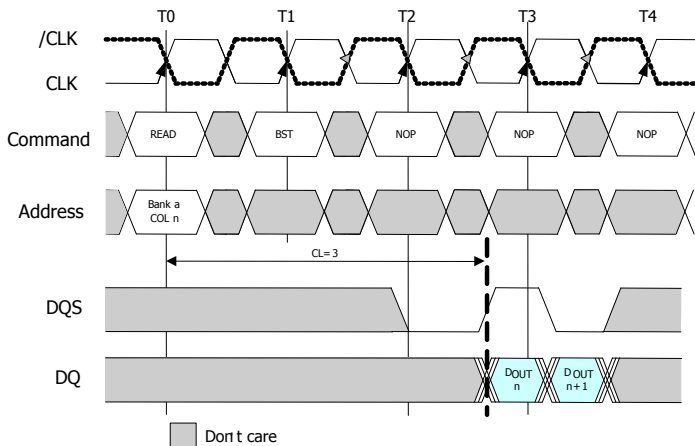 T0 T1 T2 T3 T4
/CLK
CLK
Command READ BST NOP NOP NOP
Address Bank a
COL n
CL=3
DQS
DQ DOUT n DOUT n+1
Don't care